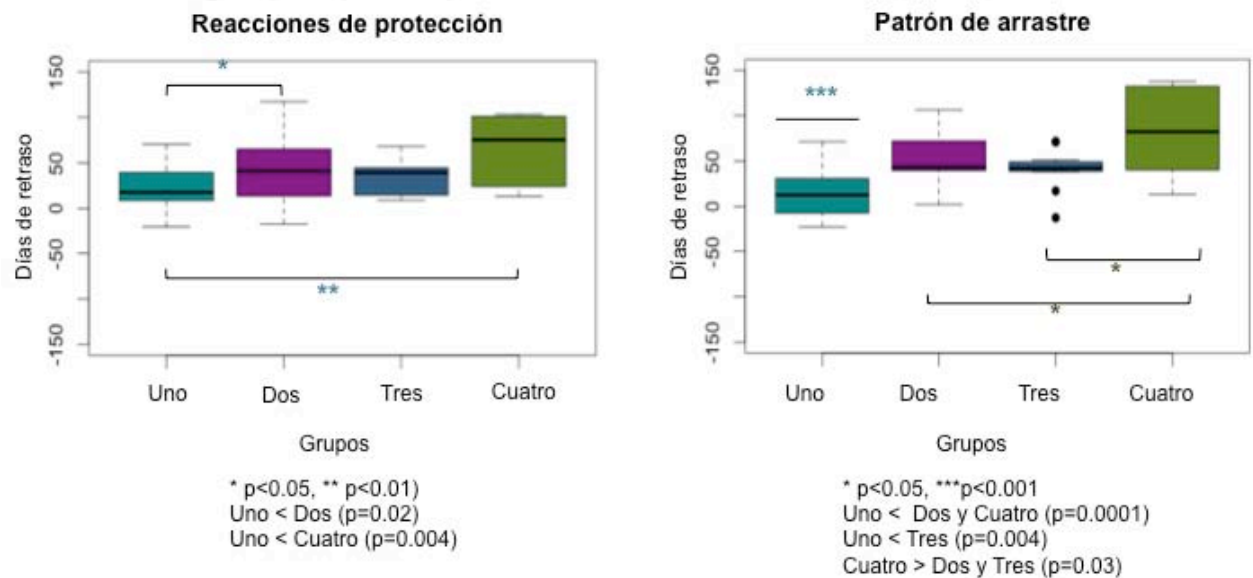 Reacciones de protección
Días de retraso
150
50
0
-50
-150
*
**
Uno
Dos
Tres
Cuatro
Grupos
* p<0.05, ** p<0.01)
Uno < Dos (p=0.02)
Uno < Cuatro (p=0.004)
Patrón de arrastre
Días de retraso
150
50
0
-50
-150
***
*
*
Uno
Dos
Tres
Cuatro
Grupos
* p<0.05, ***p<0.001
Uno < Dos y Cuatro (p=0.0001)
Uno < Tres (p=0.004)
Cuatro > Dos y Tres (p=0.03)